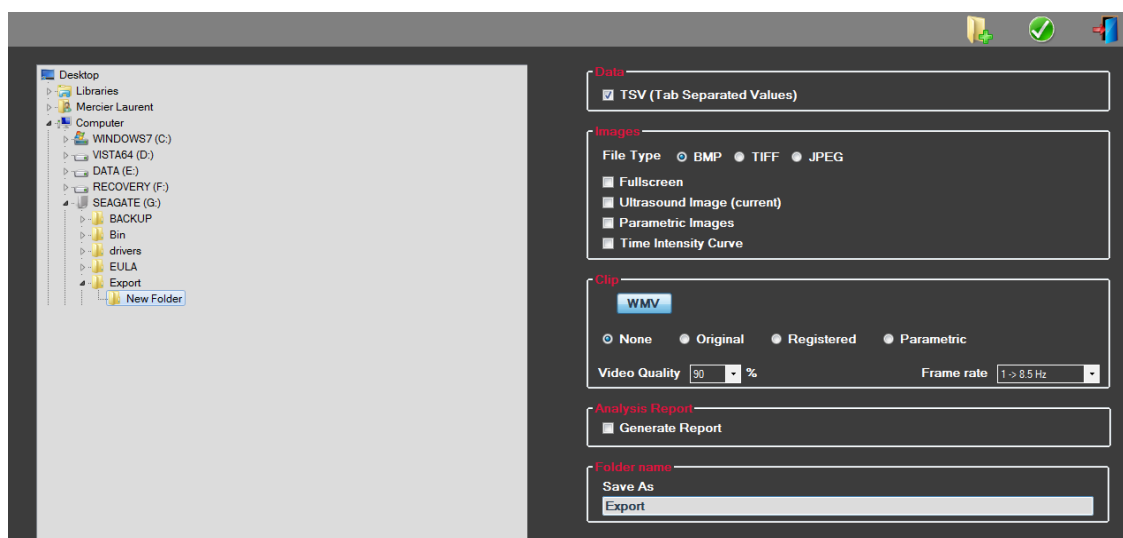 Desktop
Libraries
Mercier Laurent
Computer
WINDOWS7 (C:)
VISTA64 (D:)
DATA (E:)
RECOVERY (F:)
SEAGATE (G:)
BACKUP
Bin
drivers
EULA
Export
New Folder
Data
TSV (Tab Separated Values)
Images
File Type BMP TIFF JPEG
Fullscreen
Ultrasound Image (current)
Parametric Images
Time Intensity Curve
Clip
WMV
None Original Registered Parametric
Video Quality 90 % Frame rate 1 -> 8.5 Hz
Analysis Report
Generate Report
Folder name
Save As
Export